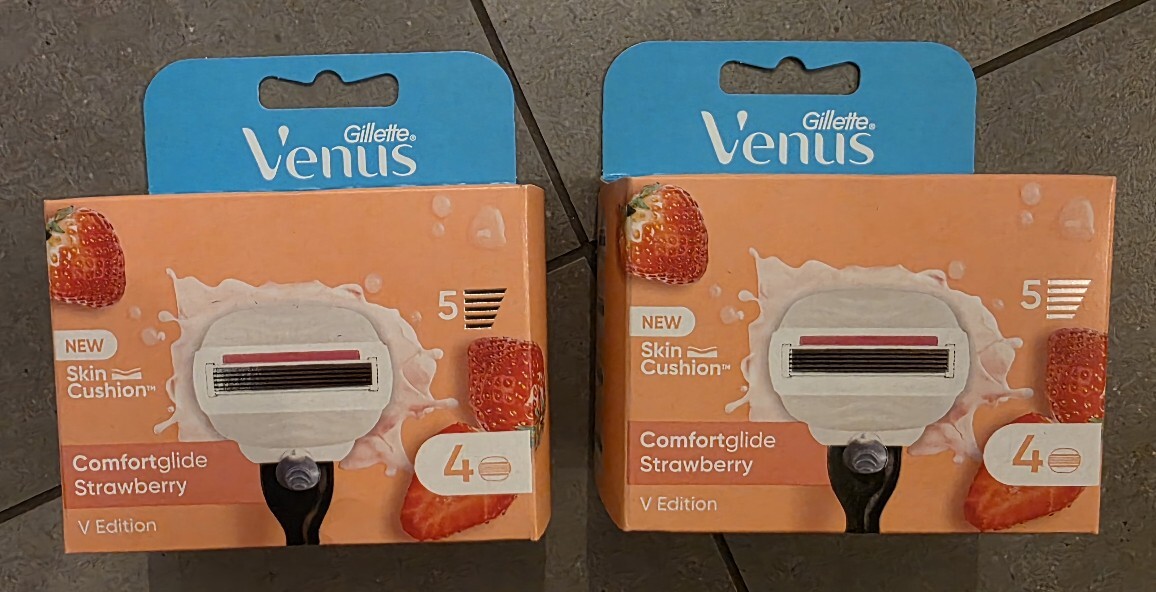 Gillette®
Venus
5
NEW
Skin
Cushion™
Comfortglide
Strawberry
4
V Edition
Gillette®
Venus
5
NEW
Skin
Cushion™
Comfortglide
Strawberry
4
V Edition